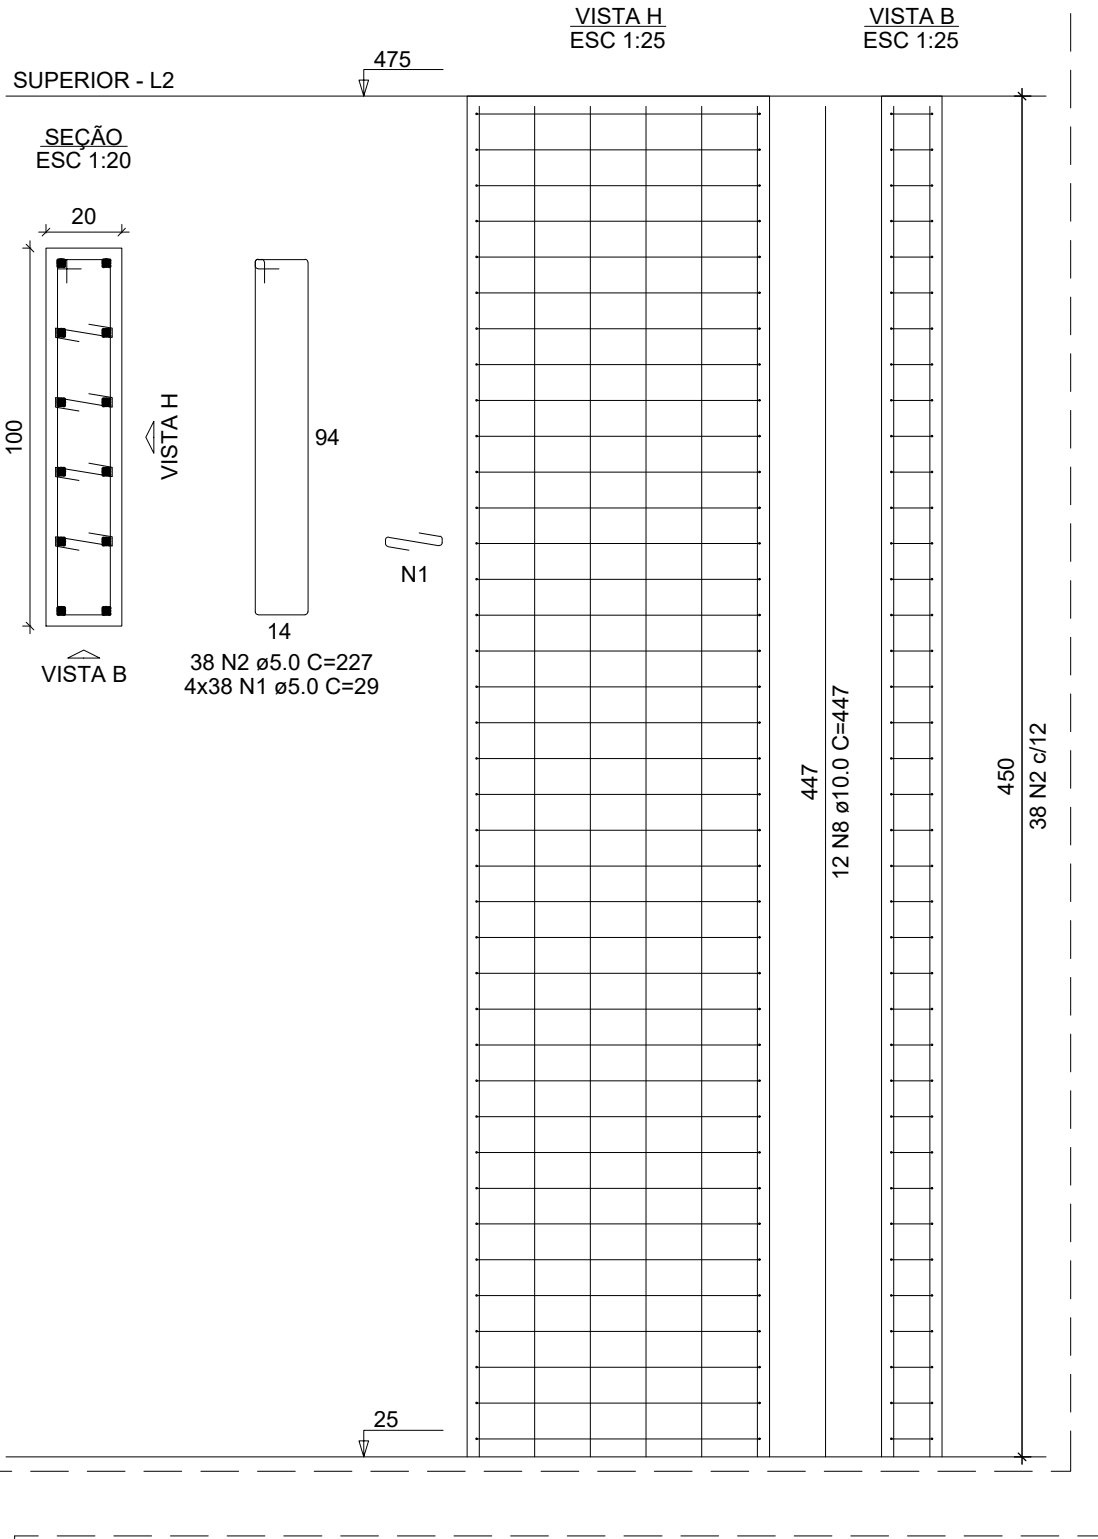 VISTA H
ESC 1:25
VISTA B
ESC 1:25
475
SUPERIOR - L2
SEÇÃO
ESC 1:20
20
100
VISTA H
VISTA B
94
14
N1
38 N2 ø5.0 C=227
4x38 N1 ø5.0 C=29
447
12 N8 ø10.0 C=447
450
38 N2 c/12
25